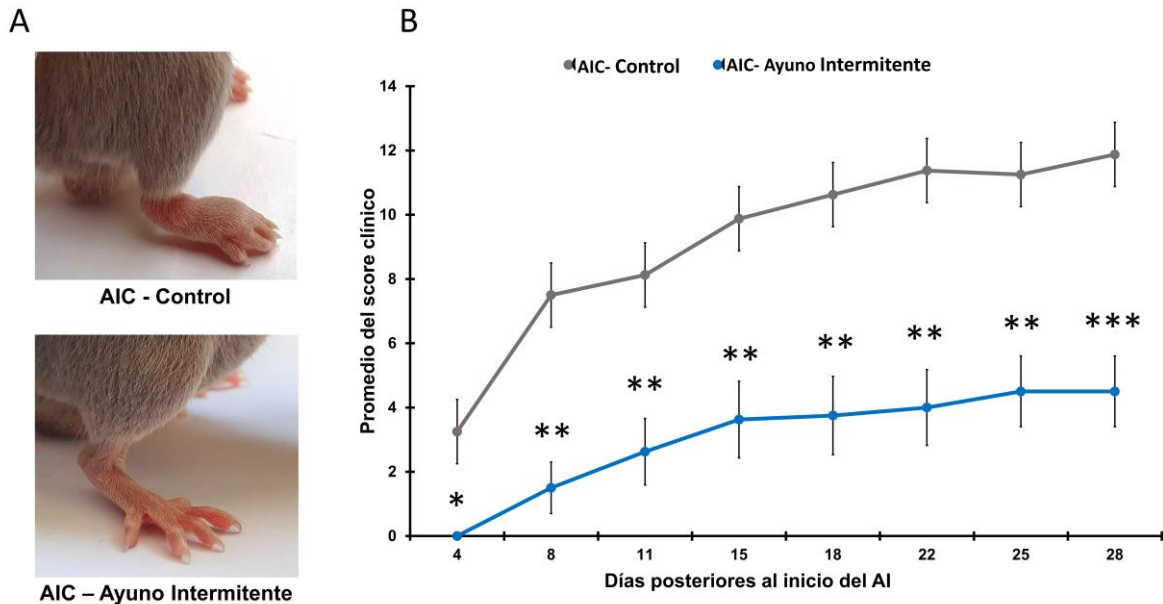 A
AIC - Control
AIC – Ayuno Intermitente
B
AIC- Control
AIC- Ayuno Intermitente
Promedio del score clínico
14
12
10
8
6
4
2
0
* ** ** ** ** ** ** ***
4 8 11 15 18 22 25 28
Días posteriores al inicio del AI